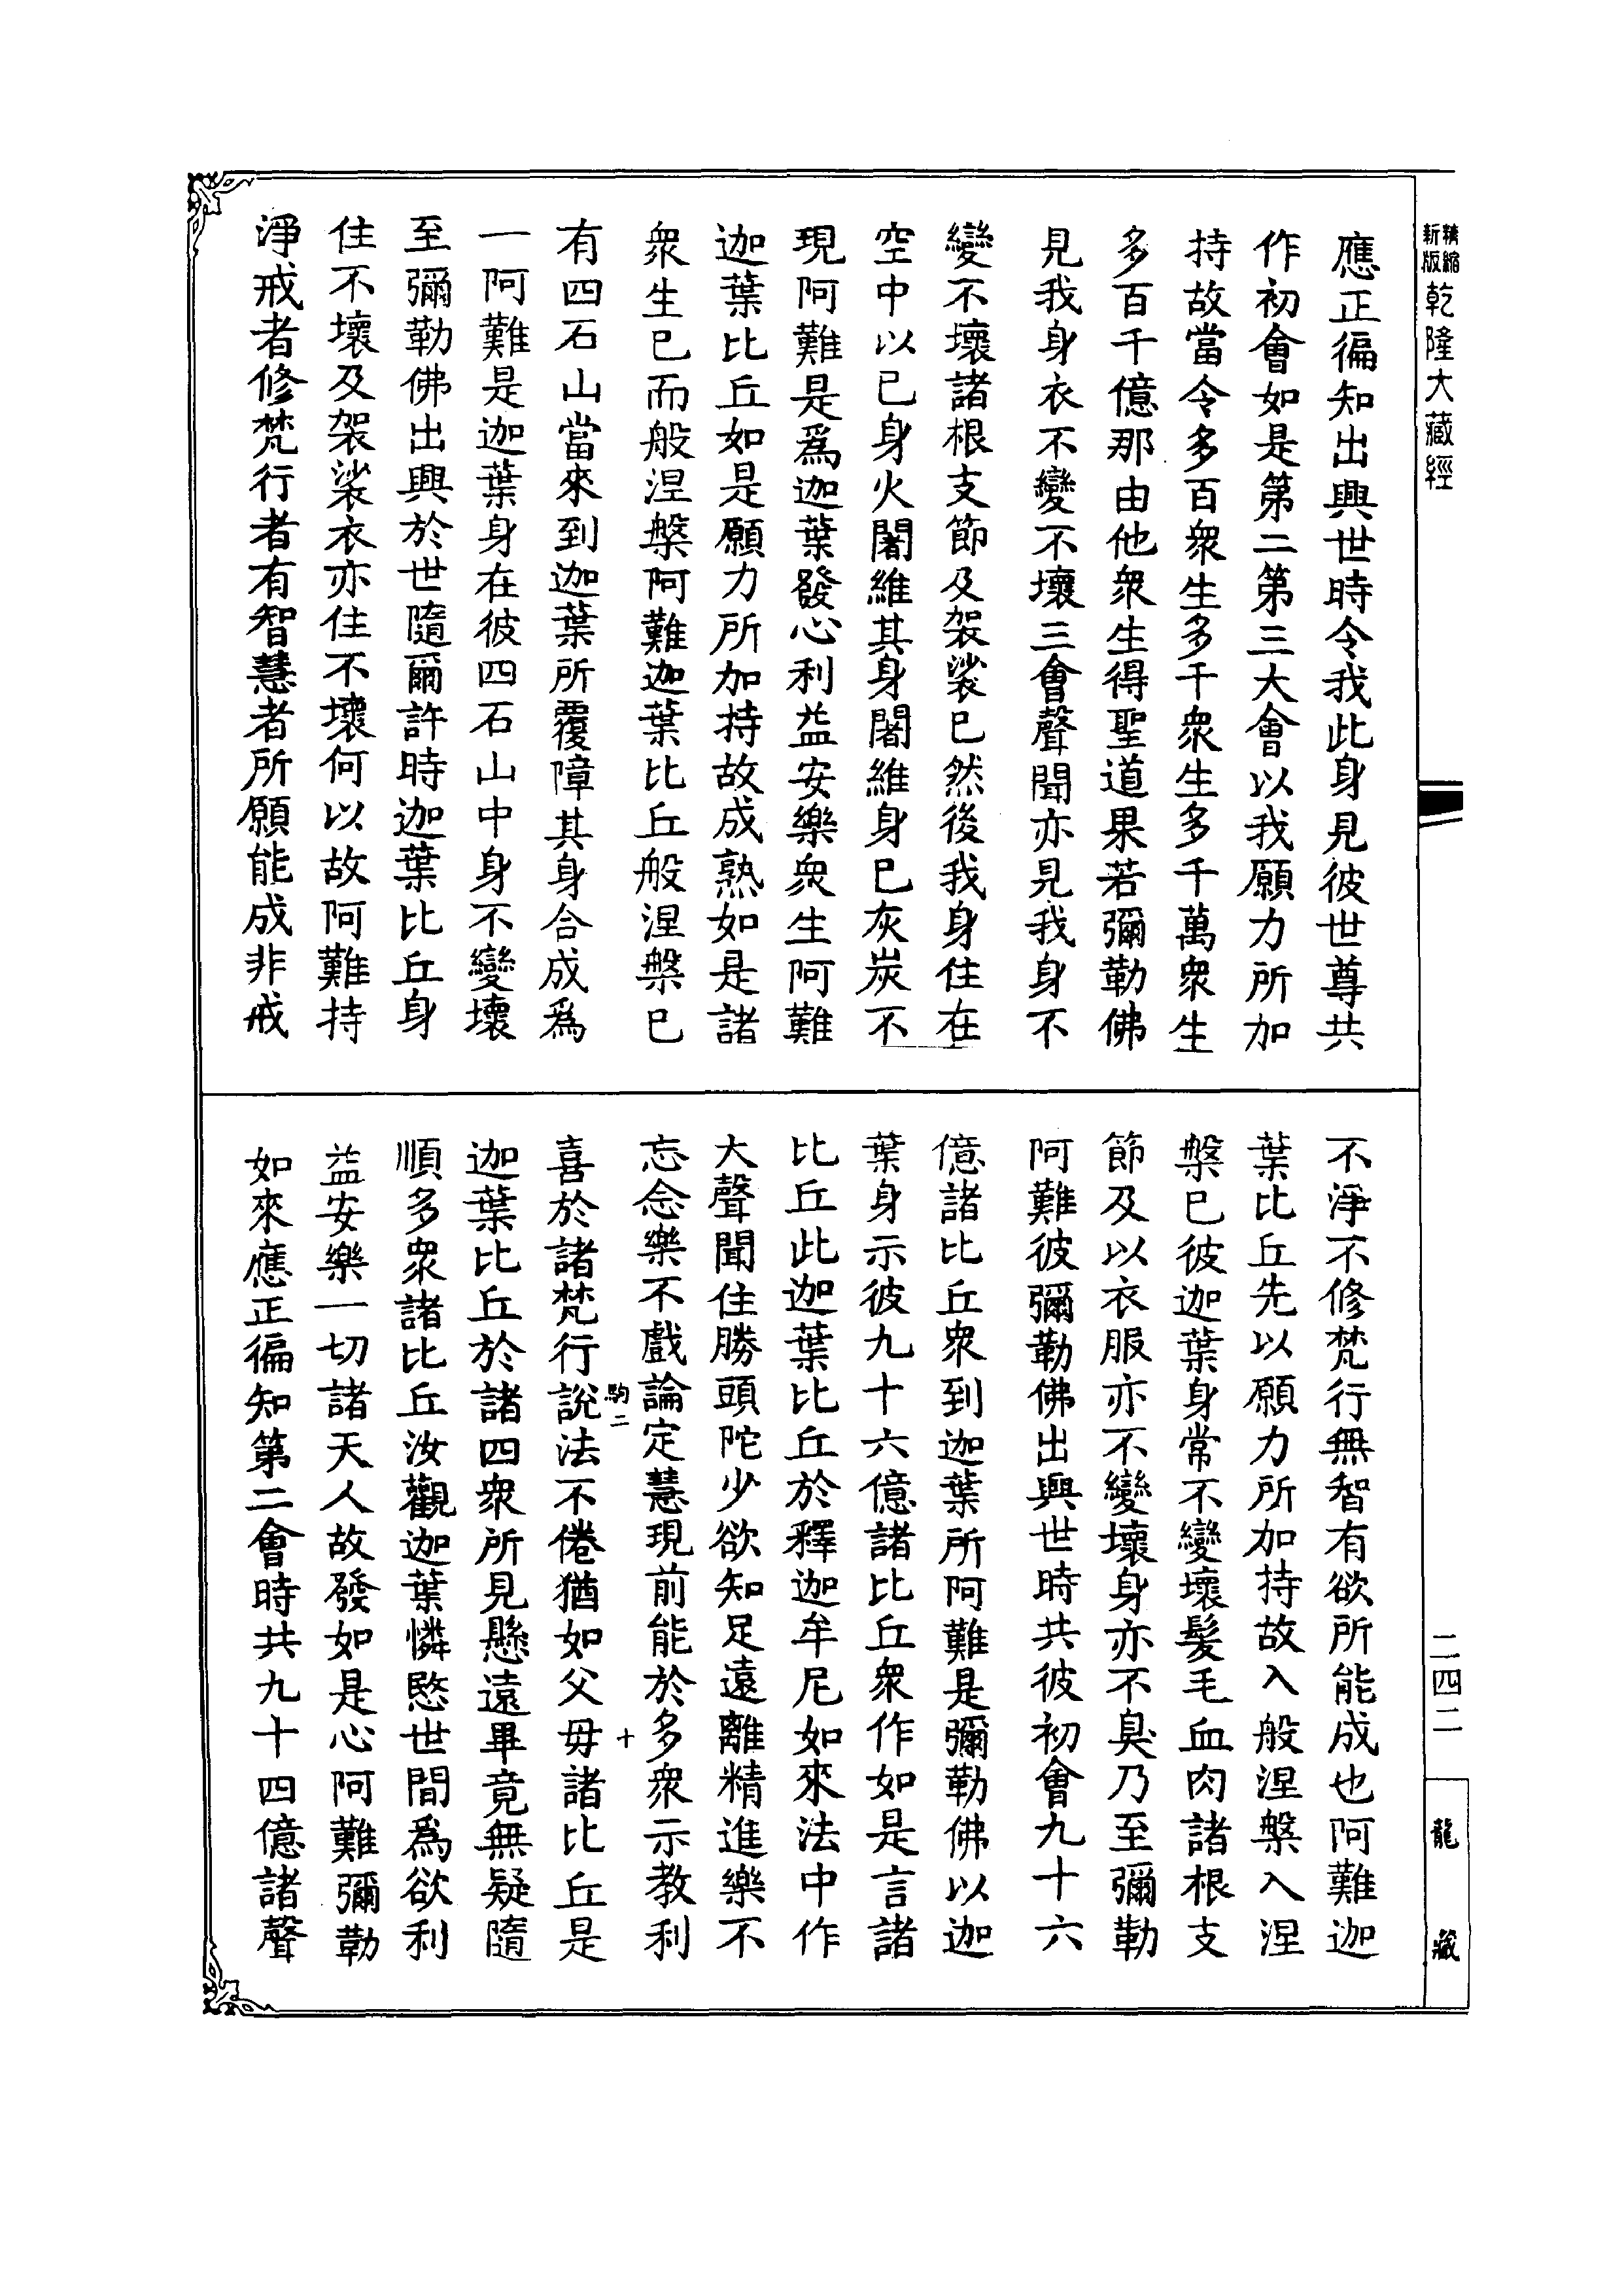 新版精縮
乾隆大藏經
應正徧知出興世時令我此身見彼世尊共
作初會如是第二第三大會以我願力所加
持故當令多百衆生多千衆生多千萬衆生
多百千億那由他衆生得聖道果若彌勒佛
見我身衣不變不壞三會聲聞亦見我身不
變不壞諸根支節及袈裟已然後我身住在
空中以已身火闍維其身闍維身已灰炭不
現阿難是爲迦葉發心利益安樂衆生阿難
迦葉比丘如是願力所加持故成熟如是諸
衆生已而般涅槃阿難迦葉比丘般涅槃已
有四石山當來到迦葉所覆障其身合成爲
一阿難是迦葉身在彼四石山中身不變壞
至彌勒佛出興於世隨爾許時迦葉比丘身
住不壞及袈裟衣亦住不壞何以故阿難持
淨戒者修梵行者有智慧者所願能成非戒
不淨不修梵行無智有欲所能成也阿難迦
葉比丘先以願力所加持故入般涅槃入涅
槃已彼迦葉身常不變壞髮毛血肉諸根支
節及以衣服亦不變壞身亦不臭乃至彌勒
阿難彼彌勒佛出興世時共彼初會九十六
億諸比丘衆到迦葉所阿難是彌勒佛以迦
葉身示彼九十六億諸比丘衆作如是言諸
比丘此迦葉比丘於釋迦牟尼如來法中作
大聲聞住勝頭陀少欲知足遠離精進樂不
忘念樂不戲論定慧現前能於多衆示教利
駒二
十
喜於諸梵行說法不倦猶如父毋諸比丘是
迦葉比丘於諸四衆所見懸遠畢竟無疑隨
順多衆諸比丘汝觀迦葉憐愍世間爲欲利
益安樂一切諸天人故發如是心阿難彌勒
如來應正徧知第二會時共九十四億諸聲
二四二
龍藏